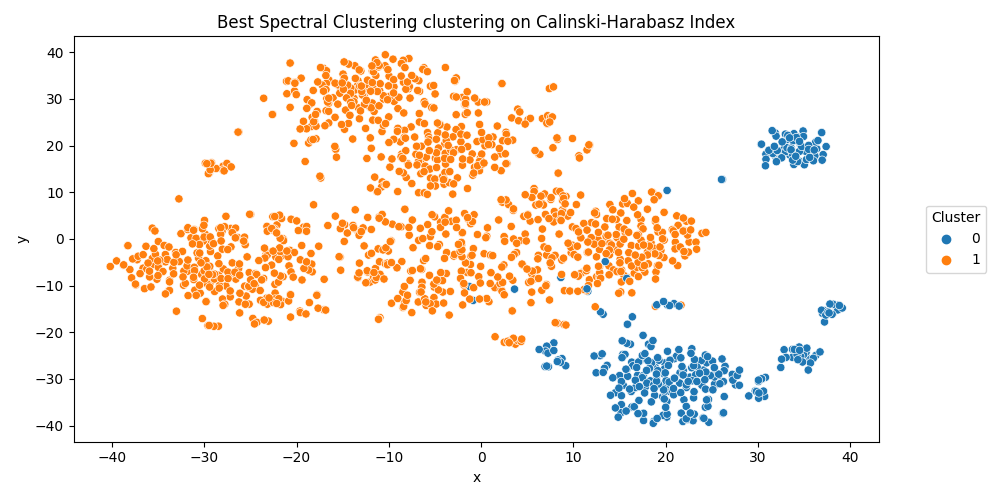 Best Spectral Clustering clustering on Calinski-Harabasz Index
40
30
20
10
0
−10
−20
−30
−40
y
−40 −30 −20 −10 0 10 20 30 40
x
Cluster
0
1